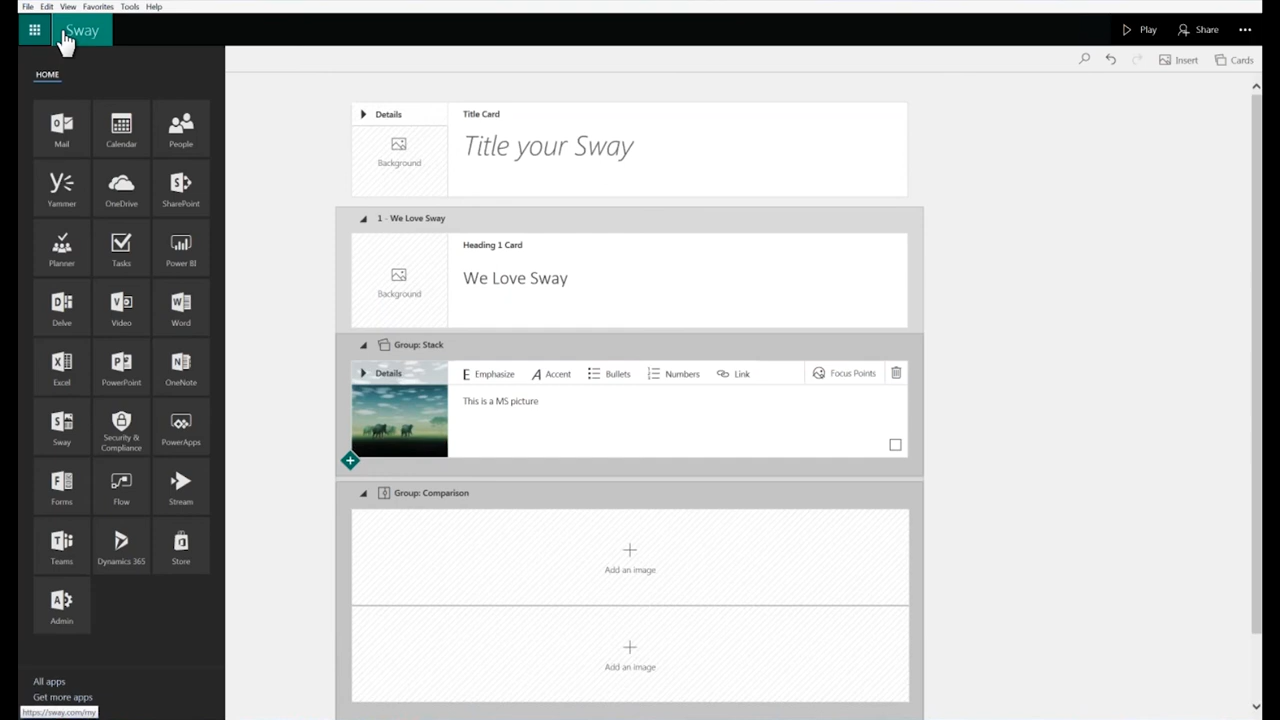 File Edit View Favorites Tools Help
Sway
Play Share
HOME
Insert Cards
Mail Calendar People
Yammer OneDrive SharePoint
Planner Tasks Power BI
Delve Video Word
Excel PowerPoint OneNote
Sway Security & Compliance PowerApps
Forms Flow Stream
Teams Dynamics 365 Store
Admin
All apps
Get more apps
https://sway.com/my
Details
Background
Title Card
Title your Sway
1 - We Love Sway
Background
Heading 1 Card
We Love Sway
Group: Stack
Details
Emphasize Accent Bullets Numbers Link Focus Points
This is a MS picture
Group: Comparison
Add an image
Add an image